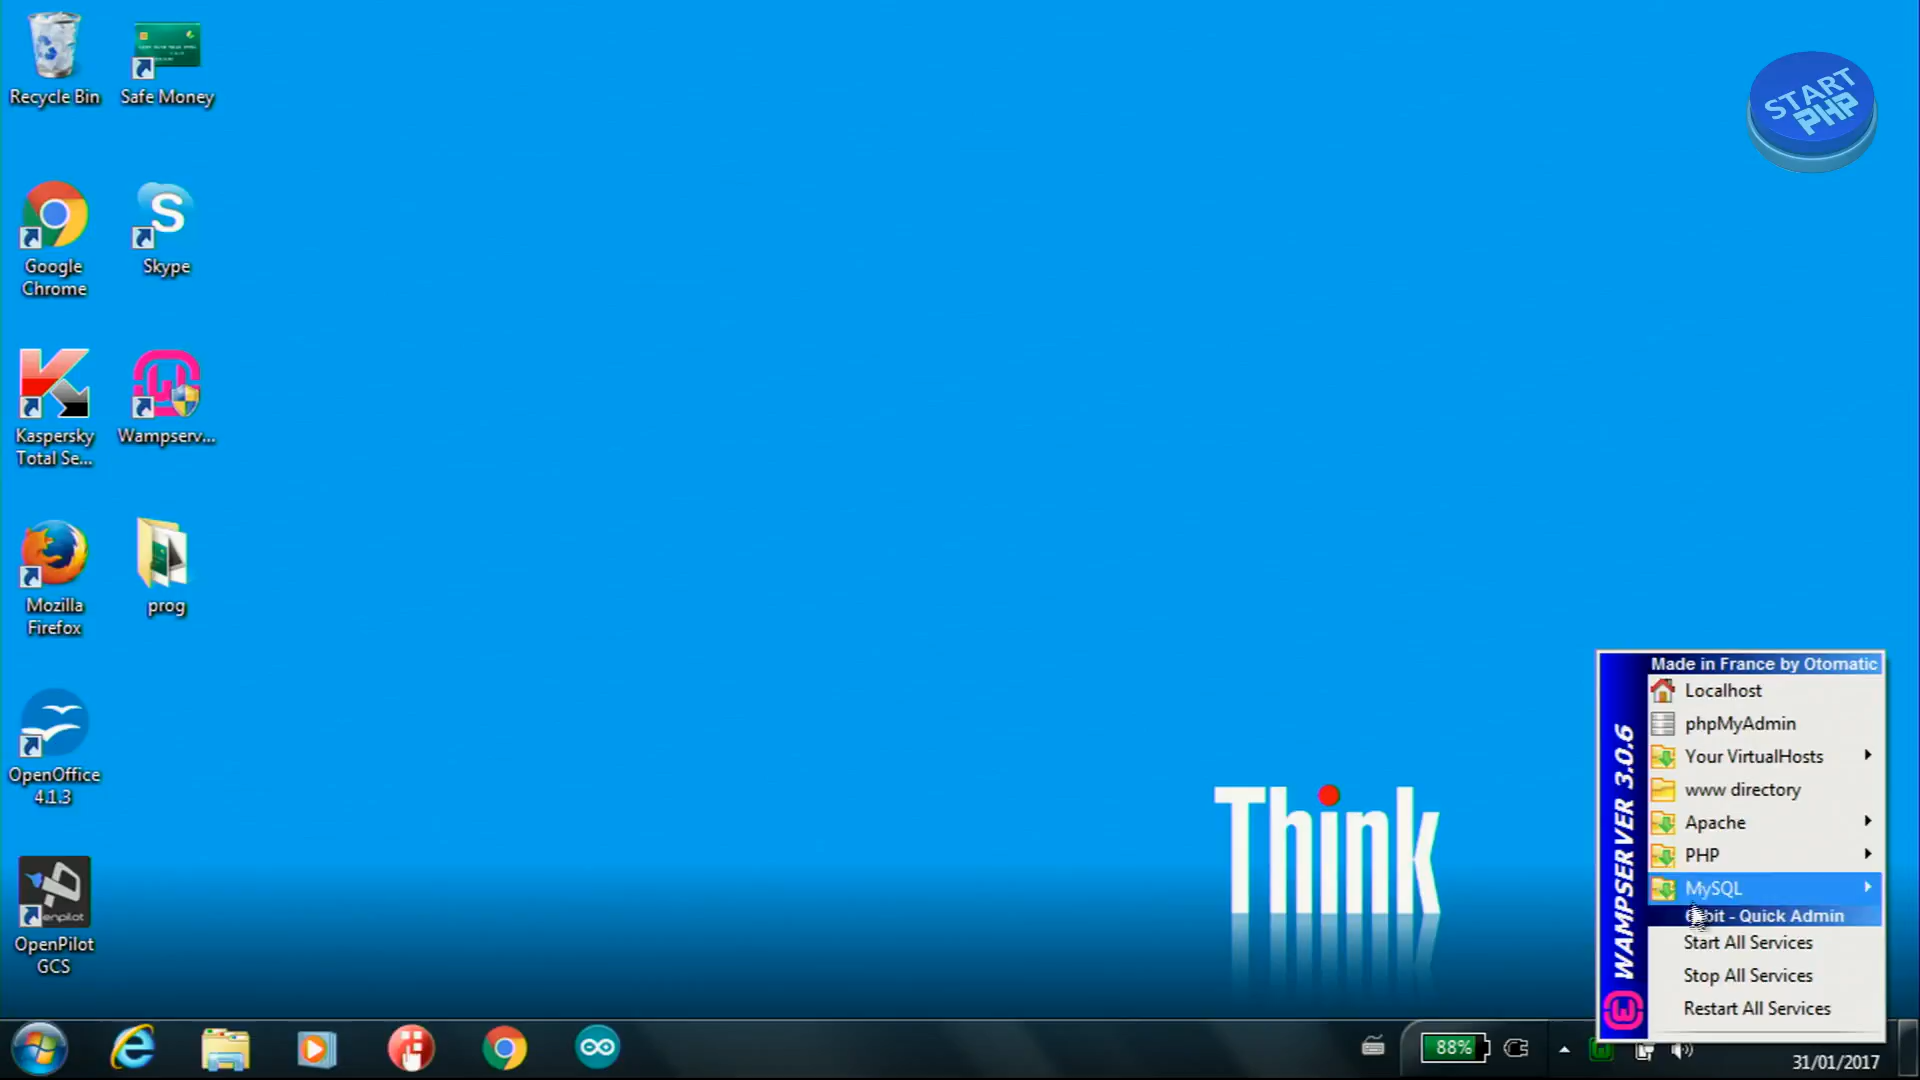 Recycle Bin
Safe Money
START
PHP
Google
Chrome
Skype
Kaspersky
Total Se...
Wampserv...
Mozilla
Firefox
prog
OpenOffice
4.1.3
enpilot
OpenPilot
GCS
Think
WAMPSERVER 3.0.6
Made in France by Otomatic
Localhost
phpMyAdmin
Your VirtualHosts
www directory
Apache
PHP
MySQL
- Quick Admin
Start All Services
Stop All Services
Restart All Services
88%
31/01/2017